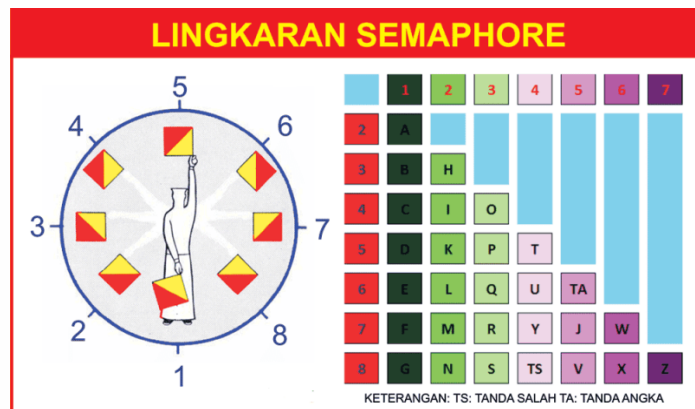 LINGKARAN SEMAPHORE
5
4 6
3 7
2 8
1
1 2 3 4 5 6 7
2 A
3 B H
4 C I O
5 D K P T
6 E L Q U TA
7 F M R Y J W
8 G N S TS V X Z
KETERANGAN: TS: TANDA SALAH TA: TANDA ANGKA